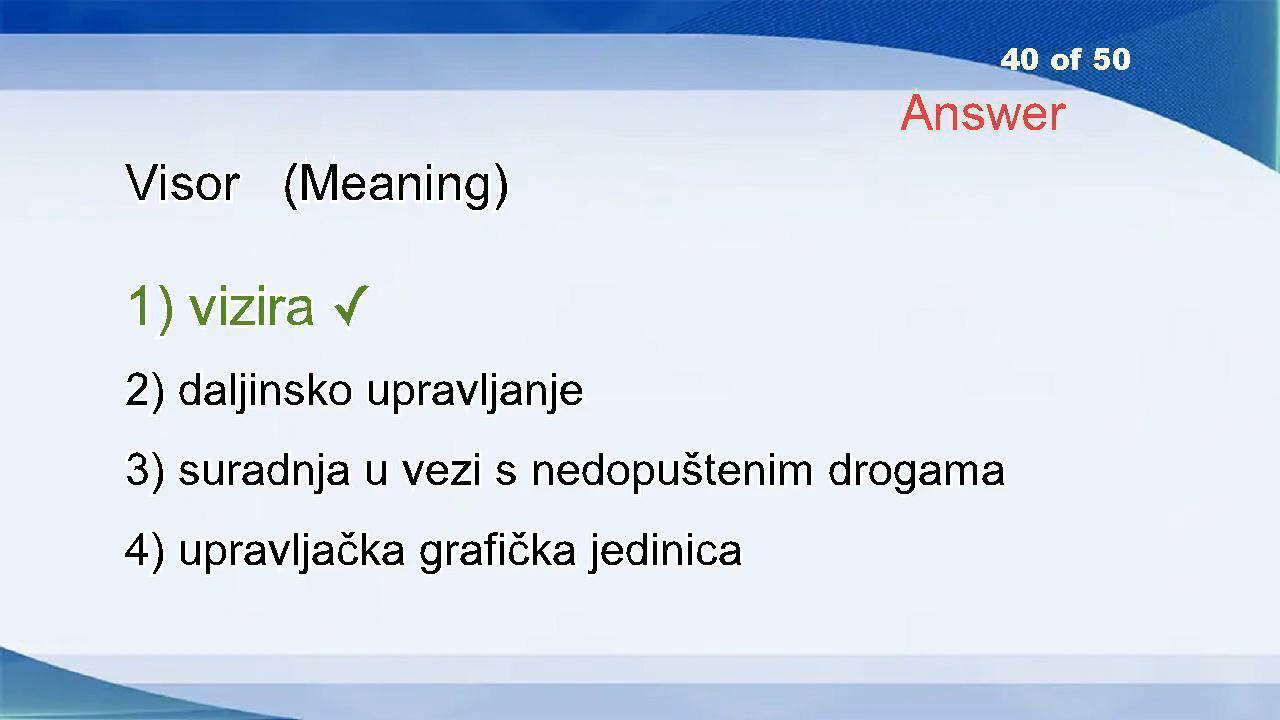 40 of 50
Answer
Visor (Meaning)
1) vizira ✓
2) daljinsko upravljanje
3) suradnja u vezi s nedopuštenim drogama
4) upravljačka grafička jedinica